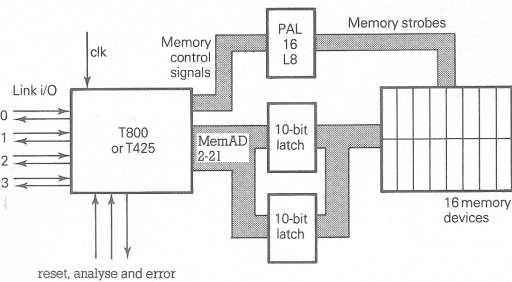 clk
Link i/O
0
1
2
3
T800
or T425
reset, analyse and error
Memory
control
signals
MemAD
2-21
PAL
16
L8
10-bit
latch
10-bit
latch
Memory strobes
16 memory
devices